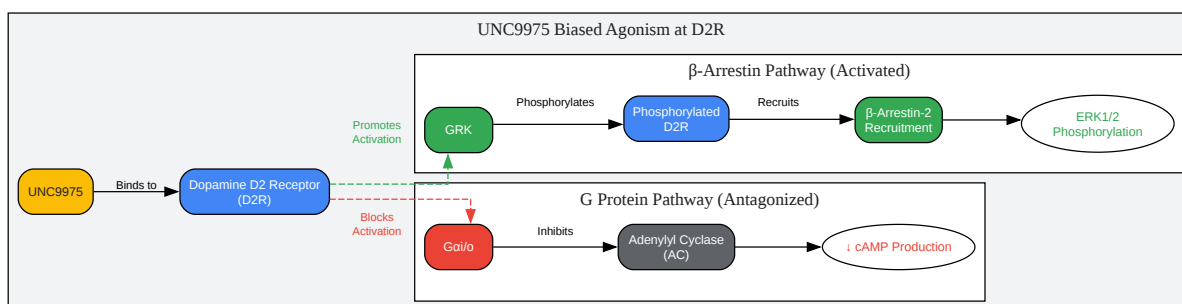 UNC9975 Biased Agonism at D2R
β-Arrestin Pathway (Activated)
Phosphorylates
Recruits
GRK
Phosphorylated
D2R
β-Arrestin-2
Recruitment
ERK1/2
Phosphorylation
Promotes
Activation
UNC9975
Binds to
Dopamine D2 Receptor
(D2R)
G Protein Pathway (Antagonized)
Blocks
Activation
Gαi/o
Inhibits
Adenylyl Cyclase
(AC)
↓ cAMP Production